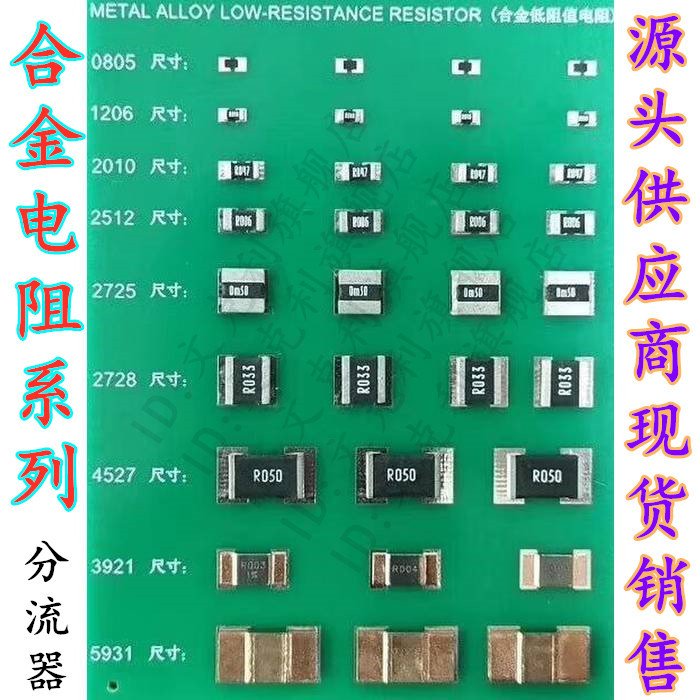 METAL ALLOY LOW-RESISTANCE RESISTOR (合金低阻值电阻)
合金电阻系列
分流器
源头供应商现货销售
0805 尺寸:
1206 尺寸:
2010 尺寸:
R047 R047 R047 R047
2512 尺寸:
R006 R006 R006 R006
2725 尺寸:
0m50 0m50 0m50 0m50
2728 尺寸:
R033 R033 R033 R033
4527 尺寸:
R050 R050 R050
3921 尺寸:
R003 R004
1%
5931 尺寸: